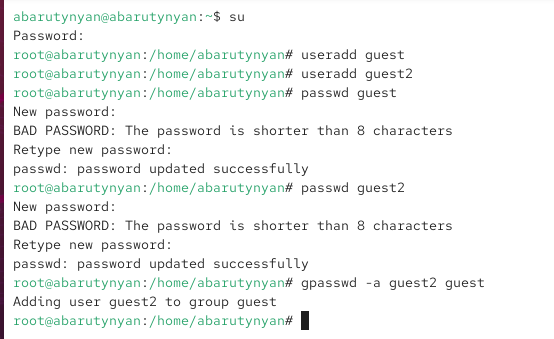 abarutynyan@abarutynyan:~$ su
Password:
root@abarutynyan:/home/abarutynyan# useradd guest
root@abarutynyan:/home/abarutynyan# useradd guest2
root@abarutynyan:/home/abarutynyan# passwd guest
New password:
BAD PASSWORD: The password is shorter than 8 characters
Retype new password:
passwd: password updated successfully
root@abarutynyan:/home/abarutynyan# passwd guest2
New password:
BAD PASSWORD: The password is shorter than 8 characters
Retype new password:
passwd: password updated successfully
root@abarutynyan:/home/abarutynyan# gpasswd -a guest2 guest
Adding user guest2 to group guest
root@abarutynyan:/home/abarutynyan#